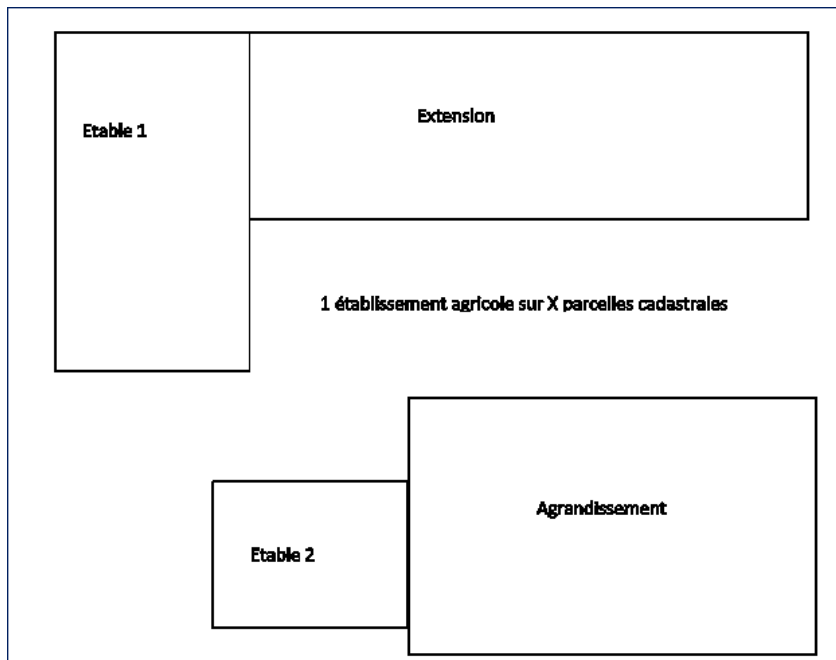 Extension
Etable 1
1 établissement agricole sur X parcelles cadastrales
Agrandissement
Etable 2